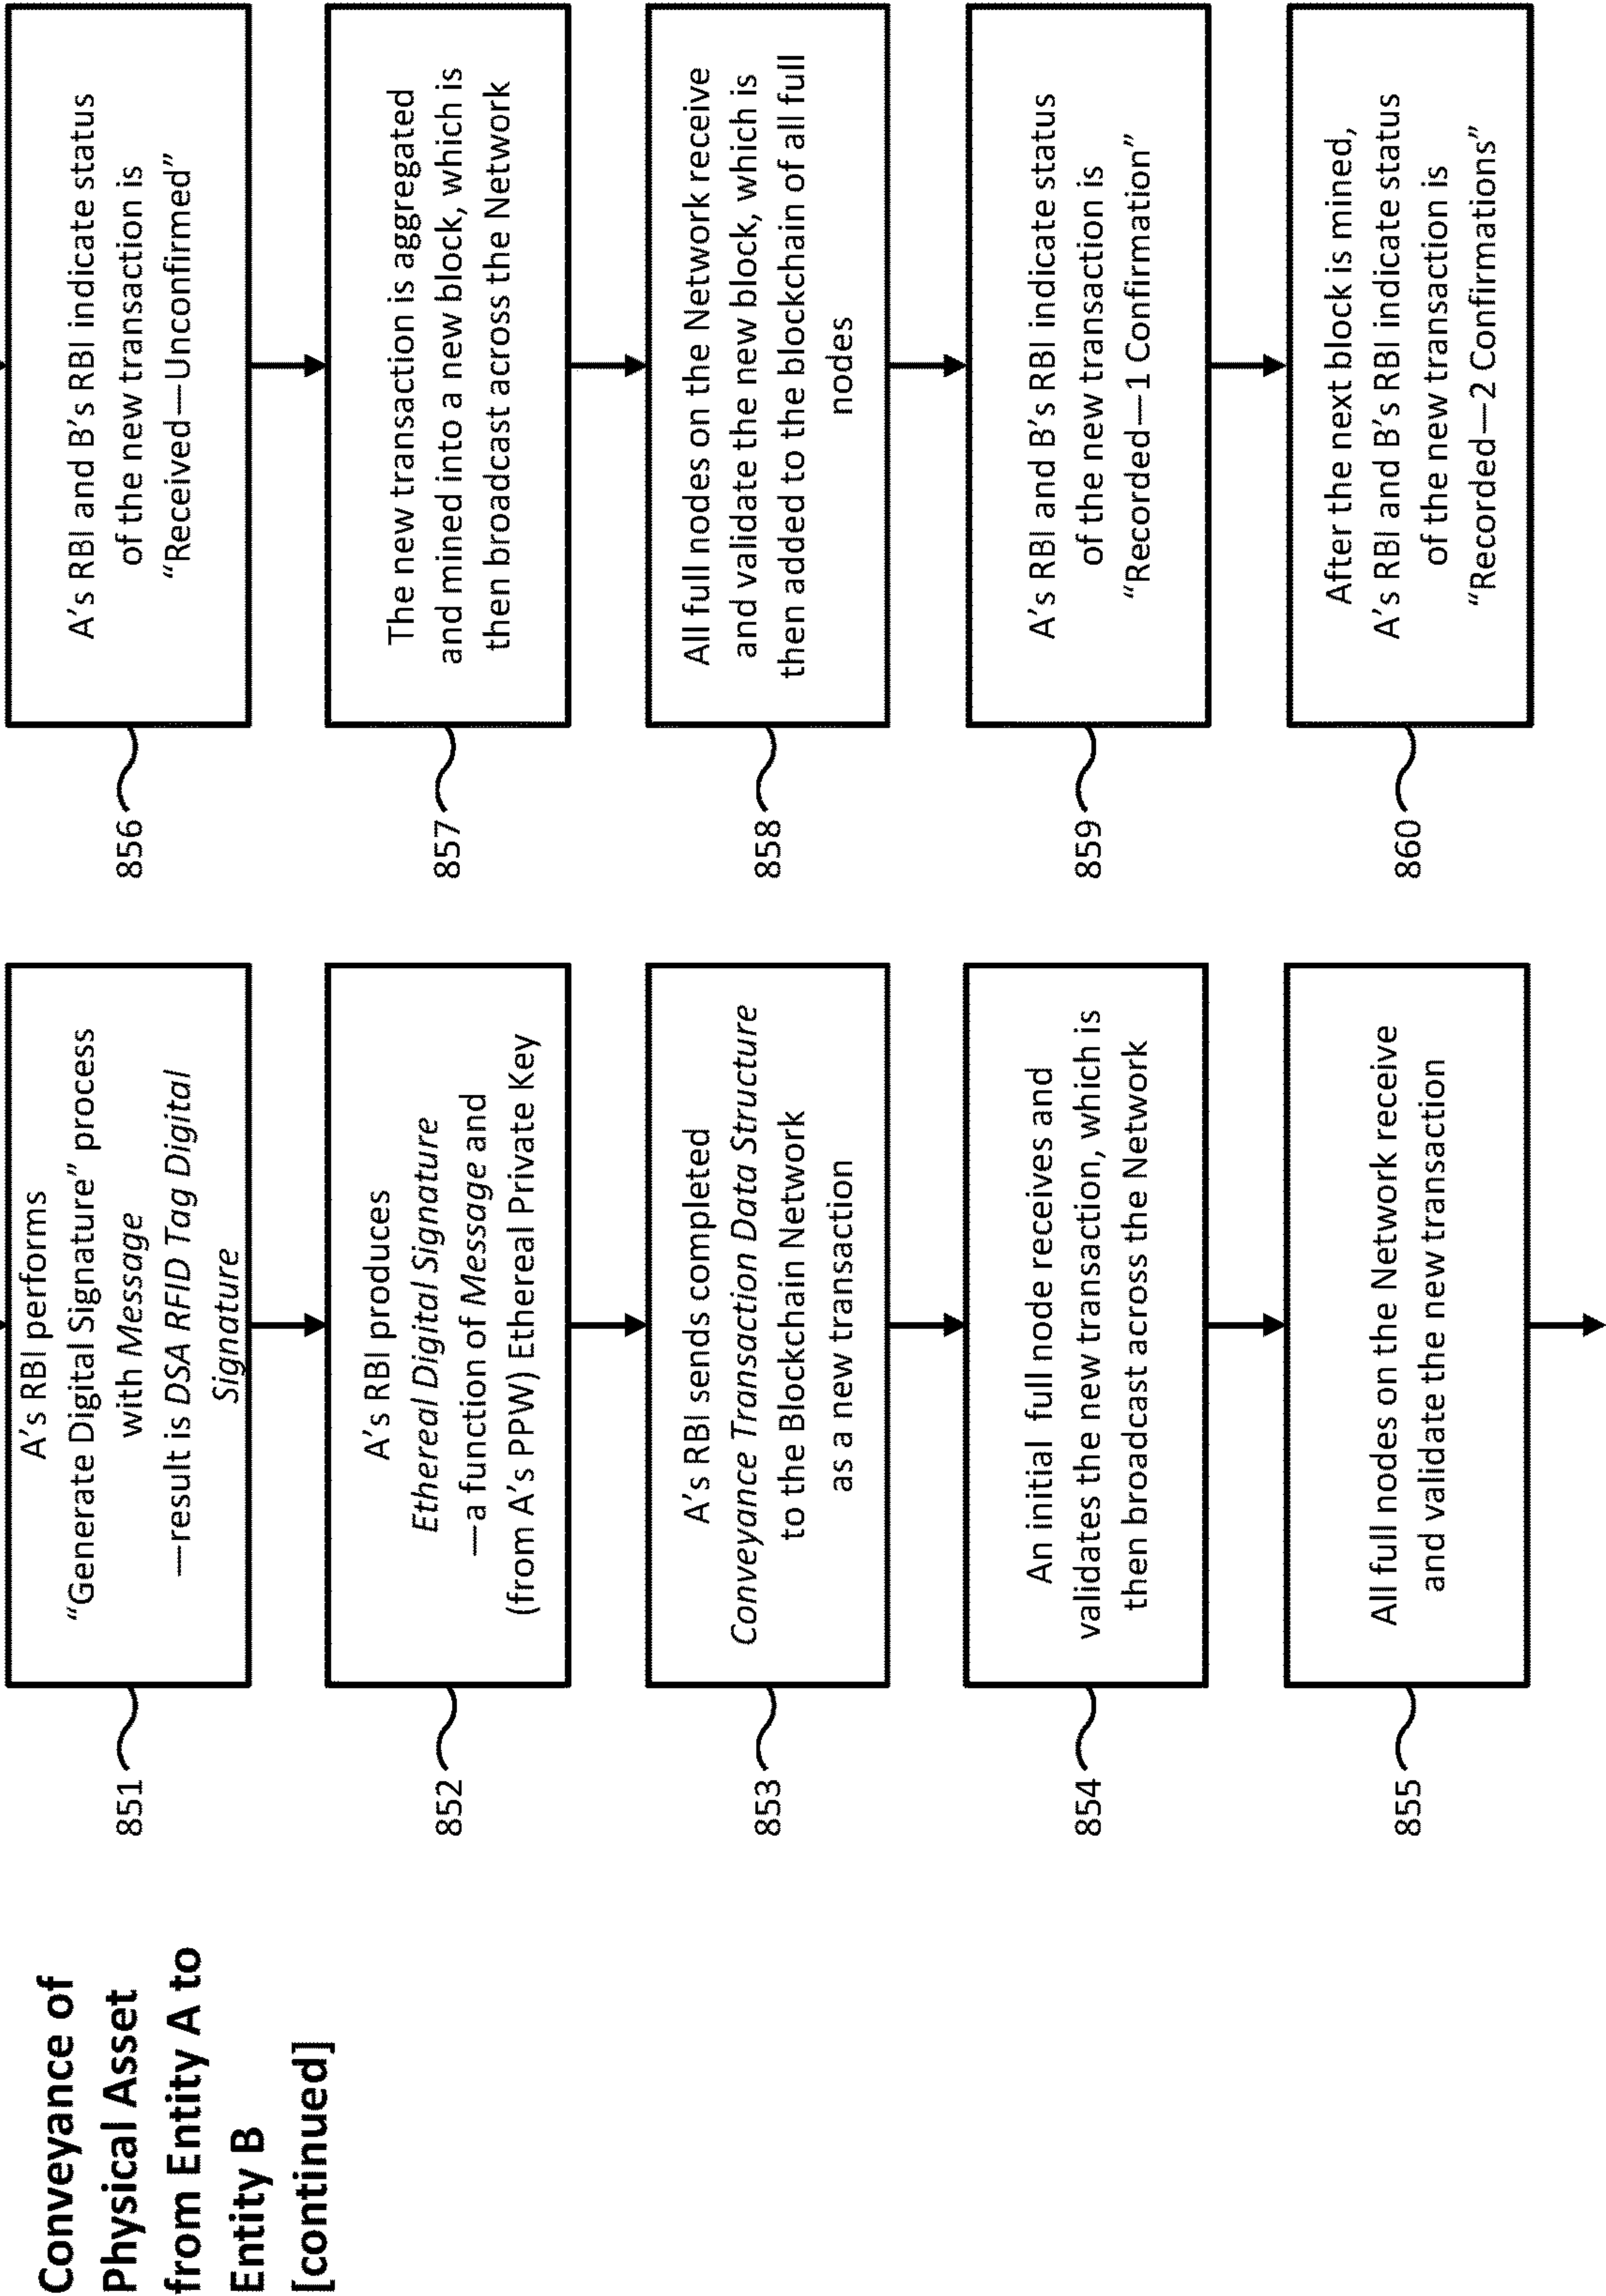 Conveyance of
Physical Asset
from Entity A to
Entity B
[continued]
851
A's RBI performs
“Generate Digital Signature” process
with Message
—result is DSA RFID Tag Digital
Signature
852
A's RBI produces
Ethereal Digital Signature
—a function of Message and
(from A's PPW) Ethereal Private Key
853
A's RBI sends completed
Conveyance Transaction Data Structure
to the Blockchain Network
as a new transaction
854
An initial full node receives and
validates the new transaction, which is
then broadcast across the Network
855
All full nodes on the Network receive
and validate the new transaction
856
A's RBI and B's RBI indicate status
of the new transaction is
“Received—Unconfirmed”
857
The new transaction is aggregated
and mined into a new block, which is
then broadcast across the Network
858
All full nodes on the Network receive
and validate the new block, which is
then added to the blockchain of all full
nodes
859
A's RBI and B's RBI indicate status
of the new transaction is
“Recorded—1 Confirmation”
860
After the next block is mined,
A's RBI and B's RBI indicate status
of the new transaction is
“Recorded—2 Confirmations”